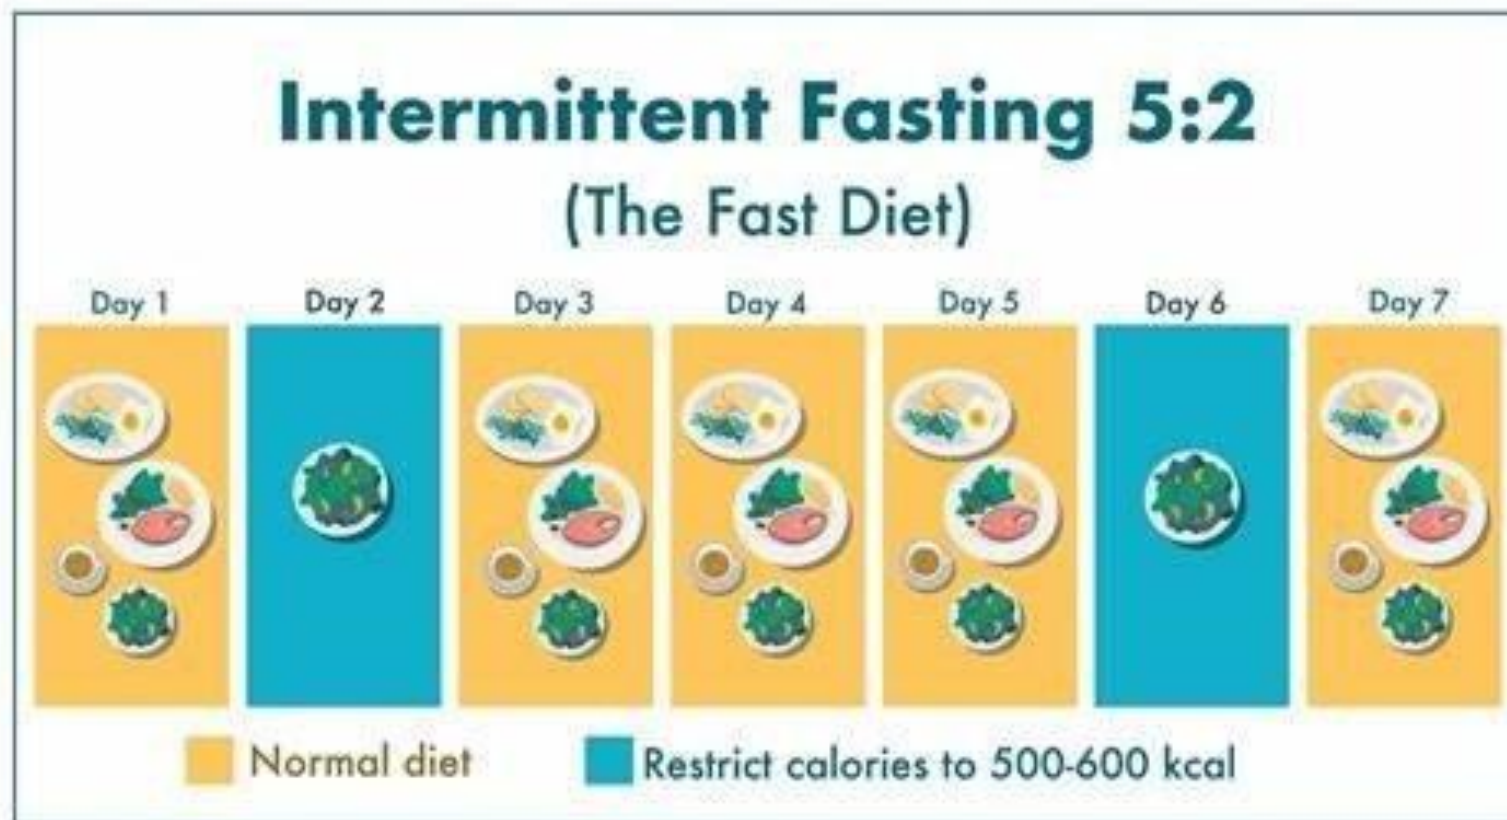 Intermittent Fasting 5:2
(The Fast Diet)
Day 1 Day 2 Day 3 Day 4 Day 5 Day 6 Day 7
Normal diet Restrict calories to 500-600 kcal